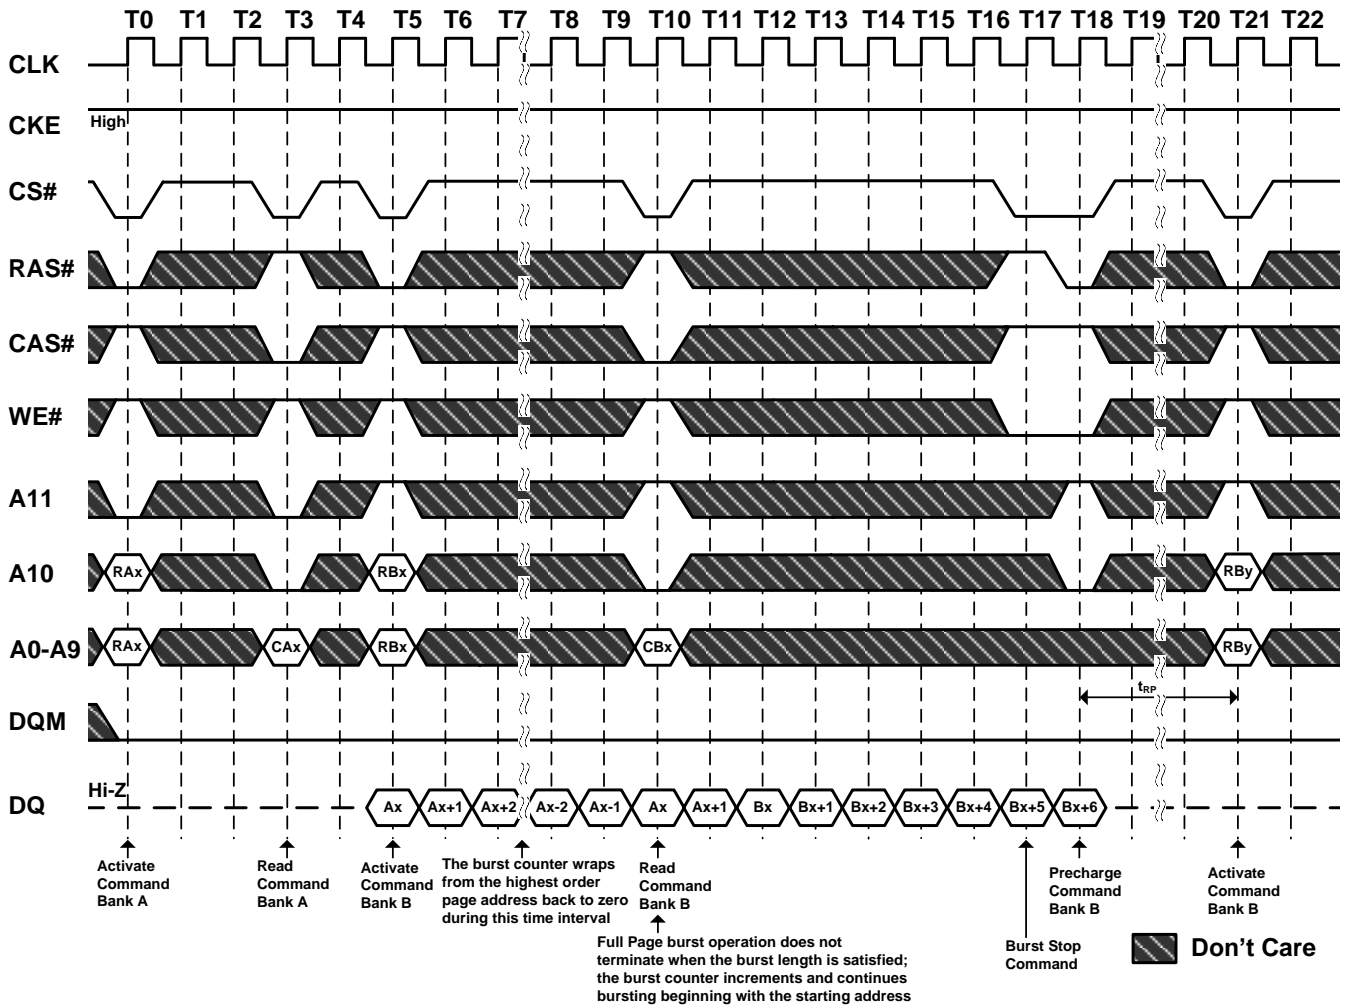 T0 T1 T2 T3 T4 T5 T6 T7 T8 T9 T10 T11 T12 T13 T14 T15 T16 T17 T18 T19 T20 T21 T22
CLK
CKE High
CS#
RAS#
CAS#
WE#
A11
A10 RAx RBx RBy
A0-A9 RAx CAx RBx CBx RBy
tRP
DQM
DQ Hi-Z Ax Ax+1 Ax+2 Ax-2 Ax-1 Ax Ax+1 Bx Bx+1 Bx+2 Bx+3 Bx+4 Bx+5 Bx+6
Activate
Command
Bank A
Read
Command
Bank A
Activate
Command
Bank B
The burst counter wraps
from the highest order
page address back to zero
during this time interval
Read
Command
Bank B
Full Page burst operation does not
terminate when the burst length is satisfied;
the burst counter increments and continues
bursting beginning with the starting address
Burst Stop
Command
Precharge
Command
Bank B
Activate
Command
Bank B
Don't Care